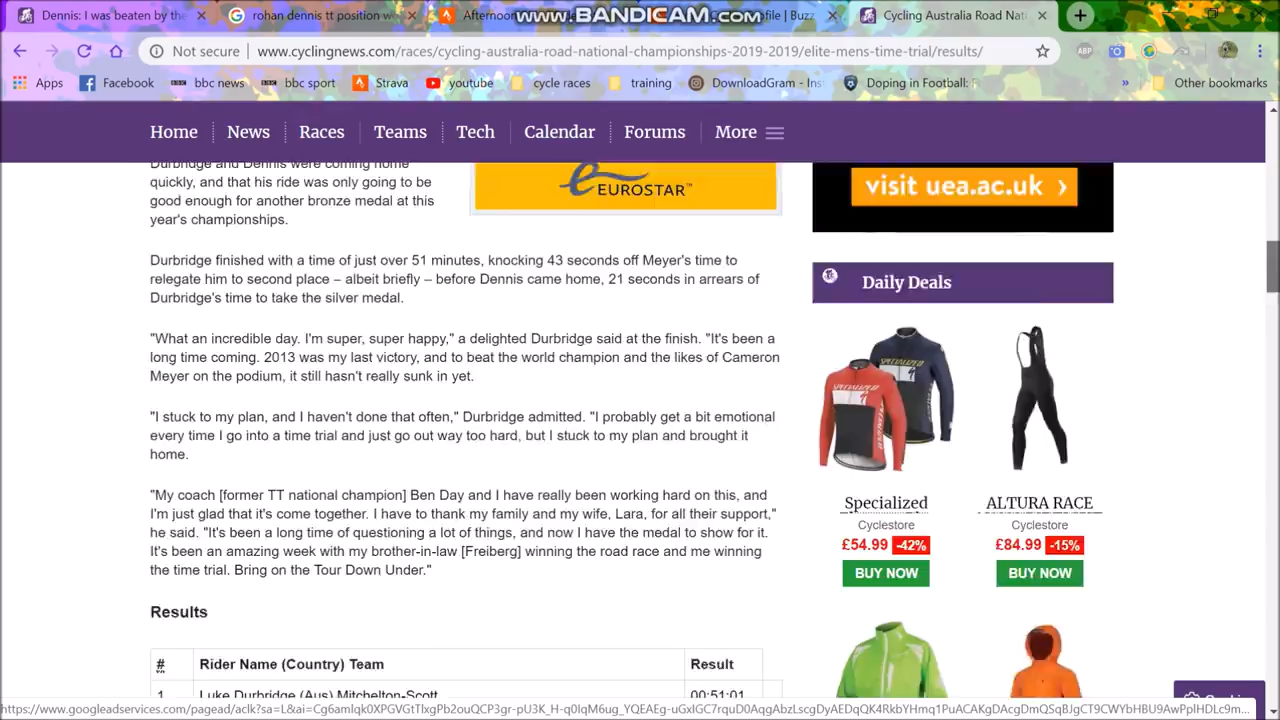 Dennis: I was beaten by the
rohan dennis tt position w
Afternoon
www.BANDICAM.com
ofile | Buzz
Cycling Australia Road Nati
Not secure
www.cyclingnews.com/races/cycling-australia-road-national-championships-2019-2019/elite-mens-time-trial/results/
ABP
Apps
Facebook
bbc news
bbc sport
Strava
youtube
cycle races
training
DownloadGram - Ins
Doping in Football:
»
Other bookmarks
Home
News
Races
Teams
Tech
Calendar
Forums
More
Durbridge and Dennis were coming home
quickly, and that his ride was only going to be
good enough for another bronze medal at this
year's championships.
EUROSTAR™
visit uea.ac.uk ›
Durbridge finished with a time of just over 51 minutes, knocking 43 seconds off Meyer's time to
relegate him to second place – albeit briefly – before Dennis came home, 21 seconds in arrears of
Durbridge's time to take the silver medal.
"What an incredible day. I'm super, super happy," a delighted Durbridge said at the finish. "It's been a
long time coming. 2013 was my last victory, and to beat the world champion and the likes of Cameron
Meyer on the podium, it still hasn't really sunk in yet.
"I stuck to my plan, and I haven't done that often," Durbridge admitted. "I probably get a bit emotional
every time I go into a time trial and just go out way too hard, but I stuck to my plan and brought it
home.
"My coach [former TT national champion] Ben Day and I have really been working hard on this, and
I'm just glad that it's come together. I have to thank my family and my wife, Lara, for all their support,"
he said. "It's been a long time of questioning a lot of things, and now I have the medal to show for it.
It's been an amazing week with my brother-in-law [Freiberg] winning the road race and me winning
the time trial. Bring on the Tour Down Under."
Results
# Rider Name (Country) Team Result
1 Luke Durbridge (Aus) Mitchelton-Scott 00:51:01
Daily Deals
SPECIALIZED
SPECIALIZED
Specialized
Cyclestore
£54.99 -42%
BUY NOW
ALTURA RACE
Cyclestore
£84.99 -15%
BUY NOW